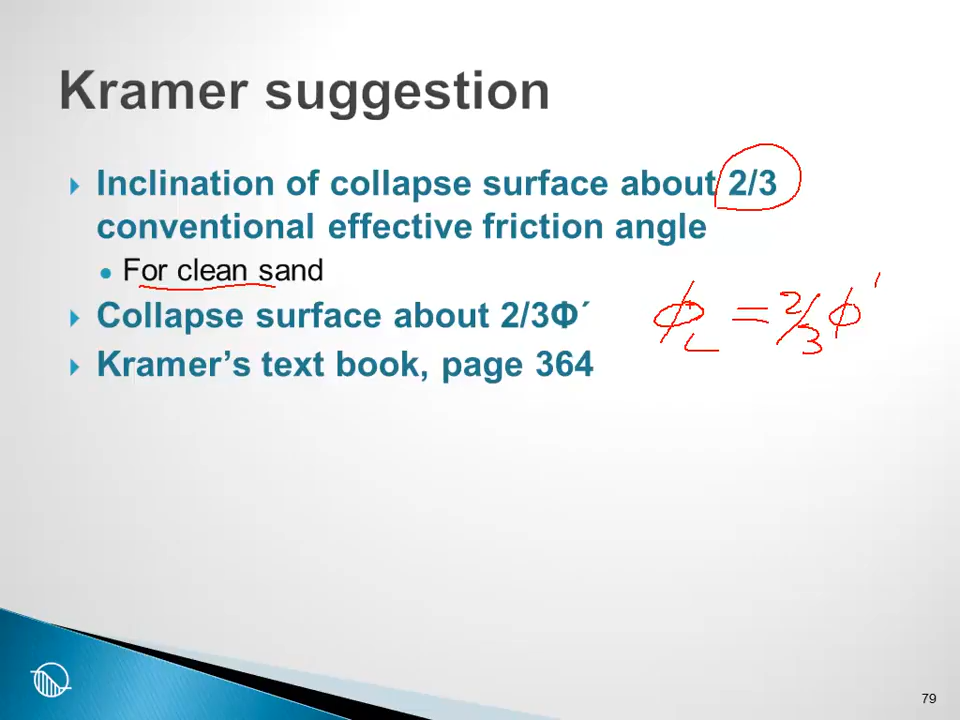 Kramer suggestion
Inclination of collapse surface about 2/3
conventional effective friction angle
For clean sand
Collapse surface about 2/3Φ´
ϕL = 2/3 ϕ'
Kramer’s text book, page 364
79